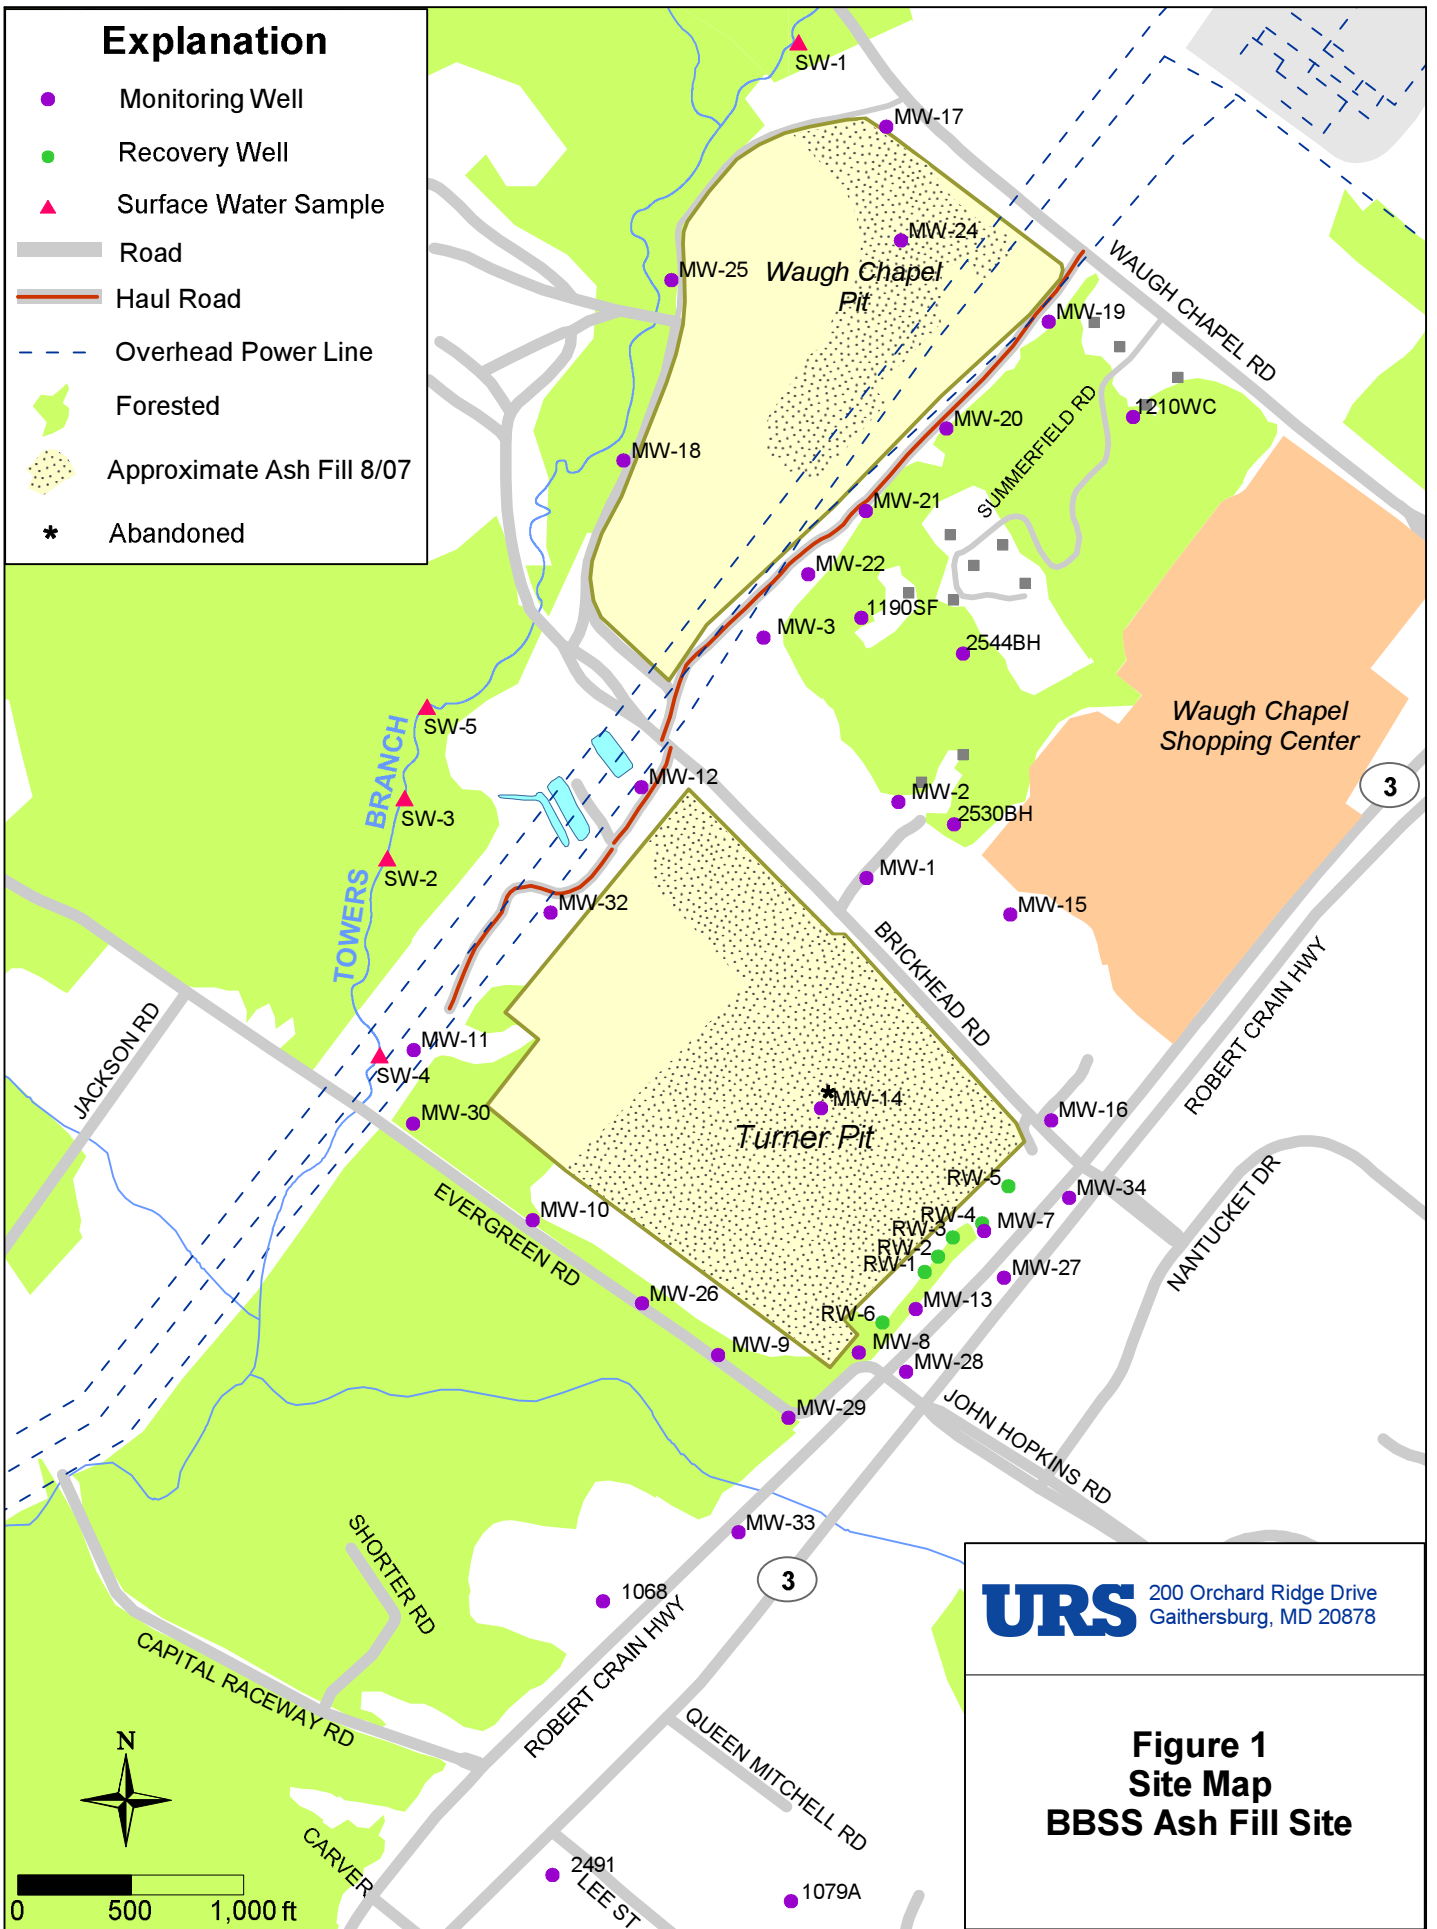 Explanation
Monitoring Well
Recovery Well
Surface Water Sample
Road
Haul Road
Overhead Power Line
Forested
Approximate Ash Fill 8/07
* Abandoned
SW-1
MW-17
MW-24
MW-25
Waugh Chapel
Pit
WAUGH CHAPEL RD
MW-19
1210WC
MW-20
SUMMERFIELD RD
MW-18
MW-21
MW-22
1190SF
MW-3
2544BH
SW-5
Waugh Chapel
Shopping Center
3
TOWERS BRANCH
MW-12
MW-2
SW-3
2530BH
SW-2
MW-1
MW-32
MW-15
BRICKHEAD RD
ROBERT CRAIN HWY
JACKSON RD
MW-11
SW-4
*
MW-14
MW-30
MW-16
Turner Pit
RW-5
MW-34
NANTUCKET DR
EVERGREEN RD
MW-10
RW-4
MW-7
RW-3
RW-2
RW-1
MW-27
MW-26
MW-13
RW-6
MW-9
MW-8
MW-28
MW-29
JOHN HOPKINS RD
MW-33
SHORTER RD
3
1068
CAPITAL RACEWAY RD
ROBERT CRAIN HWY
QUEEN MITCHELL RD
CARVER
2491
LEE ST
1079A
N
0 500 1,000 ft
URS
200 Orchard Ridge Drive
Gaithersburg, MD 20878
Figure 1
Site Map
BBSS Ash Fill Site